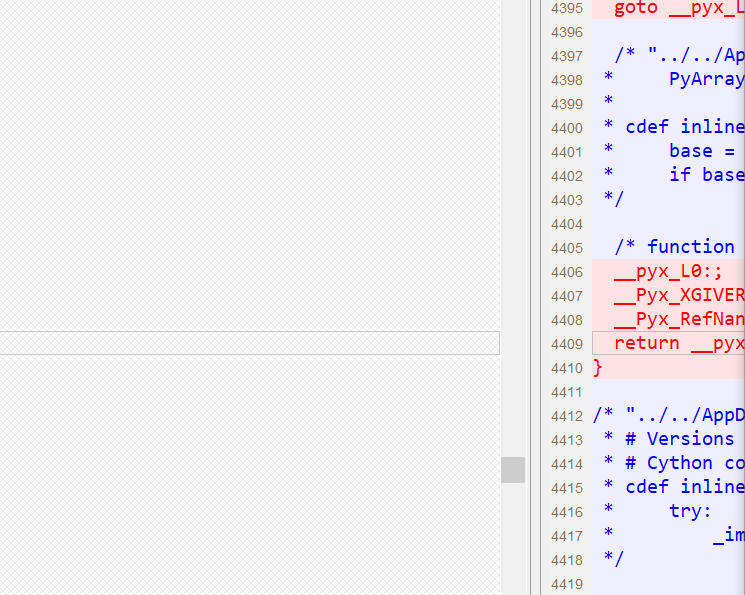 4395 goto __pyx_L
4396
4397 /* "../../Ap
4398 * PyArray
4399 *
4400 * cdef inline
4401 * base =
4402 * if base
4403 */
4404
4405 /* function
4406 __pyx_L0:;
4407 __Pyx_XGIVER
4408 __Pyx_RefNan
4409 return __pyx
4410 }
4411
4412 /* "../../AppD
4413 * # Versions
4414 * # Cython co
4415 * cdef inline
4416 * try:
4417 * _im
4418 */
4419